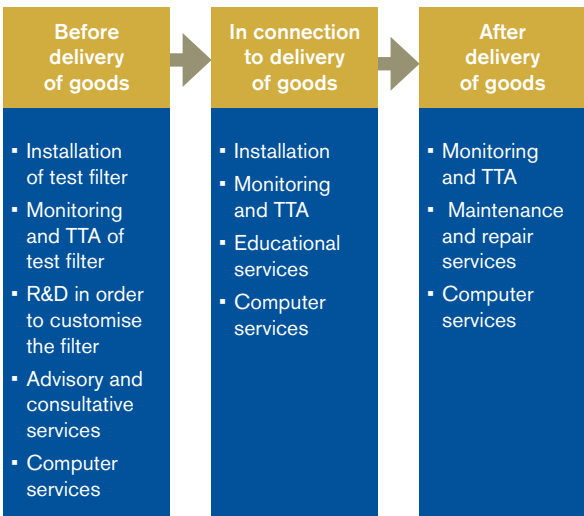 Before
delivery
of goods
▪ Installation
of test filter
▪ Monitoring
and TTA of
test filter
▪ R&D in order
to customise
the filter
▪ Advisory and
consultative
services
▪ Computer
services
In connection
to delivery
of goods
▪ Installation
▪ Monitoring
and TTA
▪ Educational
services
▪ Computer
services
After
delivery
of goods
▪ Monitoring
and TTA
▪ Maintenance
and repair
services
▪ Computer
services